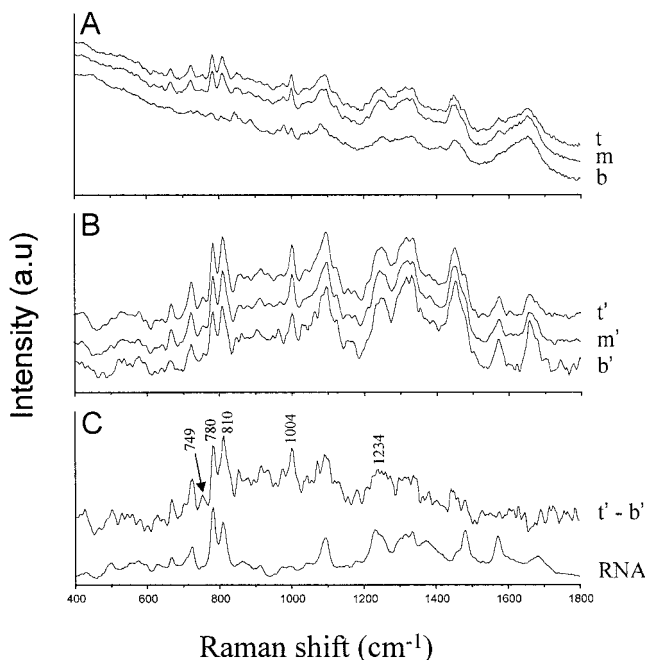 A
t
m
b
B
t'
m'
b'
C
749
780
810
1004
1234
t' - b'
RNA
400 600 800 1000 1200 1400 1600 1800
Intensity (a.u)
Raman shift (cm-1)